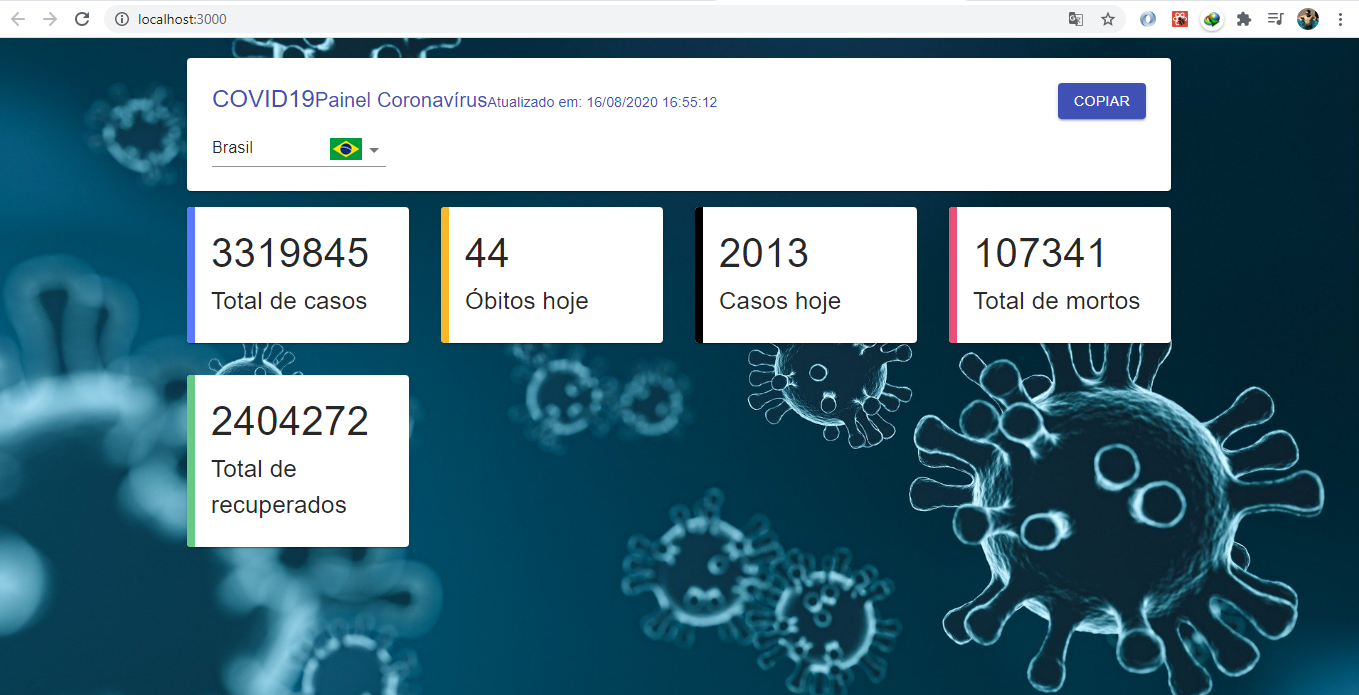 localhost:3000
COVID19Painel CoronavírusAtualizado em: 16/08/2020 16:55:12
COPIAR
Brasil
3319845
Total de casos
44
Óbitos hoje
2013
Casos hoje
107341
Total de mortos
2404272
Total de
recuperados